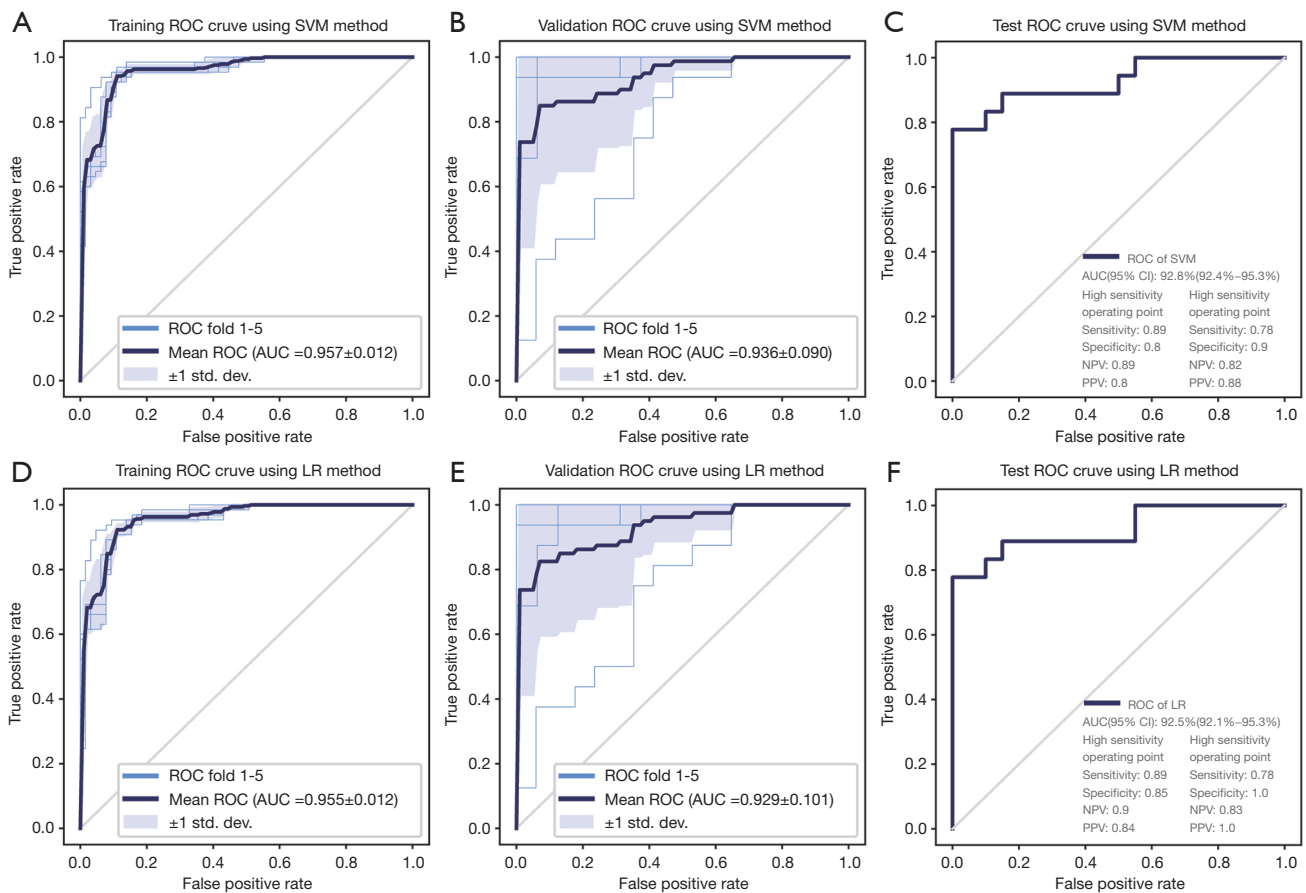 A
Training ROC cruve using SVM method
True positive rate
1.0
0.8
0.6
0.4
0.2
0.0
ROC fold 1-5
Mean ROC (AUC =0.957±0.012)
±1 std. dev.
0.0 0.2 0.4 0.6 0.8 1.0
False positive rate
B
Validation ROC cruve using SVM method
True positive rate
1.0
0.8
0.6
0.4
0.2
0.0
ROC fold 1-5
Mean ROC (AUC =0.936±0.090)
±1 std. dev.
0.0 0.2 0.4 0.6 0.8 1.0
False positive rate
C
Test ROC cruve using SVM method
True positive rate
1.0
0.8
0.6
0.4
0.2
0.0
ROC of SVM
AUC(95% CI): 92.8%(92.4%−95.3%)
High sensitivity High sensitivity
operating point operating point
Sensitivity: 0.89 Sensitivity: 0.78
Specificity: 0.8 Specificity: 0.9
NPV: 0.89 NPV: 0.82
PPV: 0.8 PPV: 0.88
0.0 0.2 0.4 0.6 0.8 1.0
False positive rate
D
Training ROC cruve using LR method
True positive rate
1.0
0.8
0.6
0.4
0.2
0.0
ROC fold 1-5
Mean ROC (AUC =0.955±0.012)
±1 std. dev.
0.0 0.2 0.4 0.6 0.8 1.0
False positive rate
E
Validation ROC cruve using LR method
True positive rate
1.0
0.8
0.6
0.4
0.2
0.0
ROC fold 1-5
Mean ROC (AUC =0.929±0.101)
±1 std. dev.
0.0 0.2 0.4 0.6 0.8 1.0
False positive rate
F
Test ROC cruve using LR method
True positive rate
1.0
0.8
0.6
0.4
0.2
0.0
ROC of LR
AUC(95% CI): 92.5%(92.1%−95.3%)
High sensitivity High sensitivity
operating point operating point
Sensitivity: 0.89 Sensitivity: 0.78
Specificity: 0.85 Specificity: 1.0
NPV: 0.9 NPV: 0.83
PPV: 0.84 PPV: 1.0
0.0 0.2 0.4 0.6 0.8 1.0
False positive rate